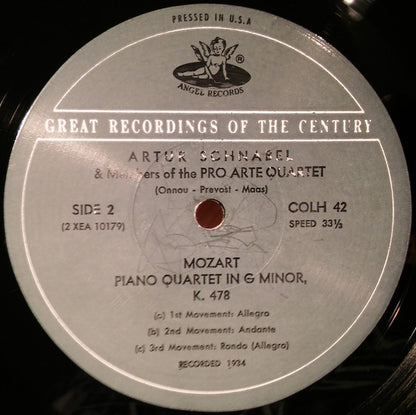 PRESSED IN U.S.A
®
ANGEL RECORDS
GREAT RECORDINGS OF THE CENTURY
ARTUR SCHNABEL
& Members of the PRO ARTE QUARTET
(Onnou - Prevost - Maas)
SIDE 2
COLH 42
(2 XEA 10179)
SPEED 33⅓
MOZART
PIANO QUARTET IN G MINOR,
K. 478
(a) 1st Movement: Allegro
(b) 2nd Movement: Andante
(c) 3rd Movement: Rondo (Allegro)
RECORDED 1934